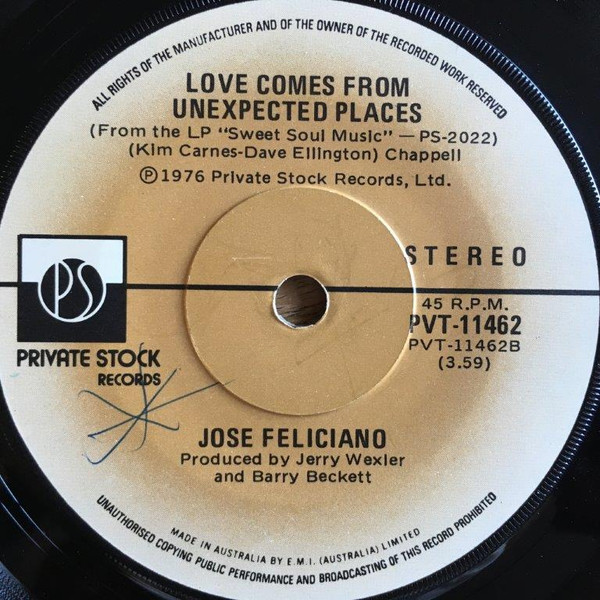 ALL RIGHTS OF THE MANUFACTURER AND OF THE OWNER OF THE RECORDED WORK RESERVED
LOVE COMES FROM
UNEXPECTED PLACES
(From the LP "Sweet Soul Music" — PS-2022)
(Kim Carnes-Dave Ellington) Chappell
Ⓟ1976 Private Stock Records, Ltd.
STEREO
PS
PRIVATE STOCK
RECORDS
45 R.P.M.
PVT-11462
PVT-11462B
(3.59)
JOSE FELICIANO
Produced by Jerry Wexler
and Barry Beckett
MADE IN AUSTRALIA BY E.M.I. (AUSTRALIA) LIMITED
UNAUTHORISED COPYING PUBLIC PERFORMANCE AND BROADCASTING OF THIS RECORD PROHIBITED